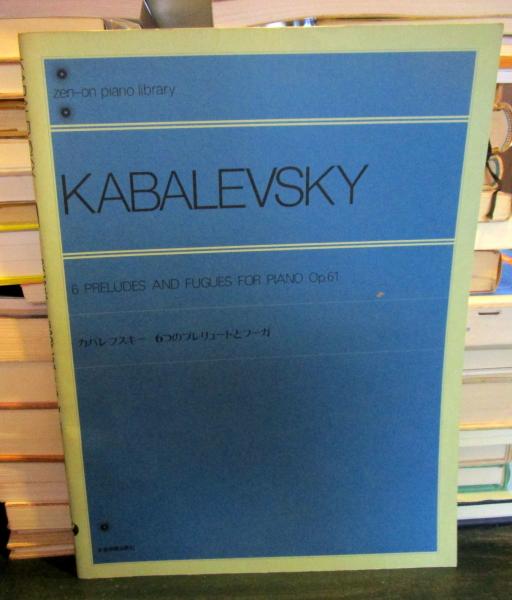 zen-on piano library
KABALEVSKY
6 PRELUDES AND FUGUES FOR PIANO Op.61
カバレフスキー 6つのプレリュードとフーガ